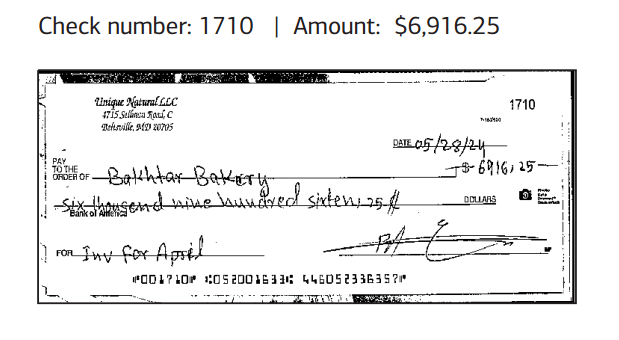 Check number: 1710 | Amount: $6,916.25
Unique Natural LLC
4715 Sellman Road, C
Beltsville, MD 20705
1710
DATE 05/28/24
PAY TO THE ORDER OF Bakhtar Bakery $ 6916,25
six thousend nine hundred sixten, 25 DOLLARS
Bank of America
FOR Inv for April
⑈001710⑈ ⑆052001633⑆ 446052336357⑈